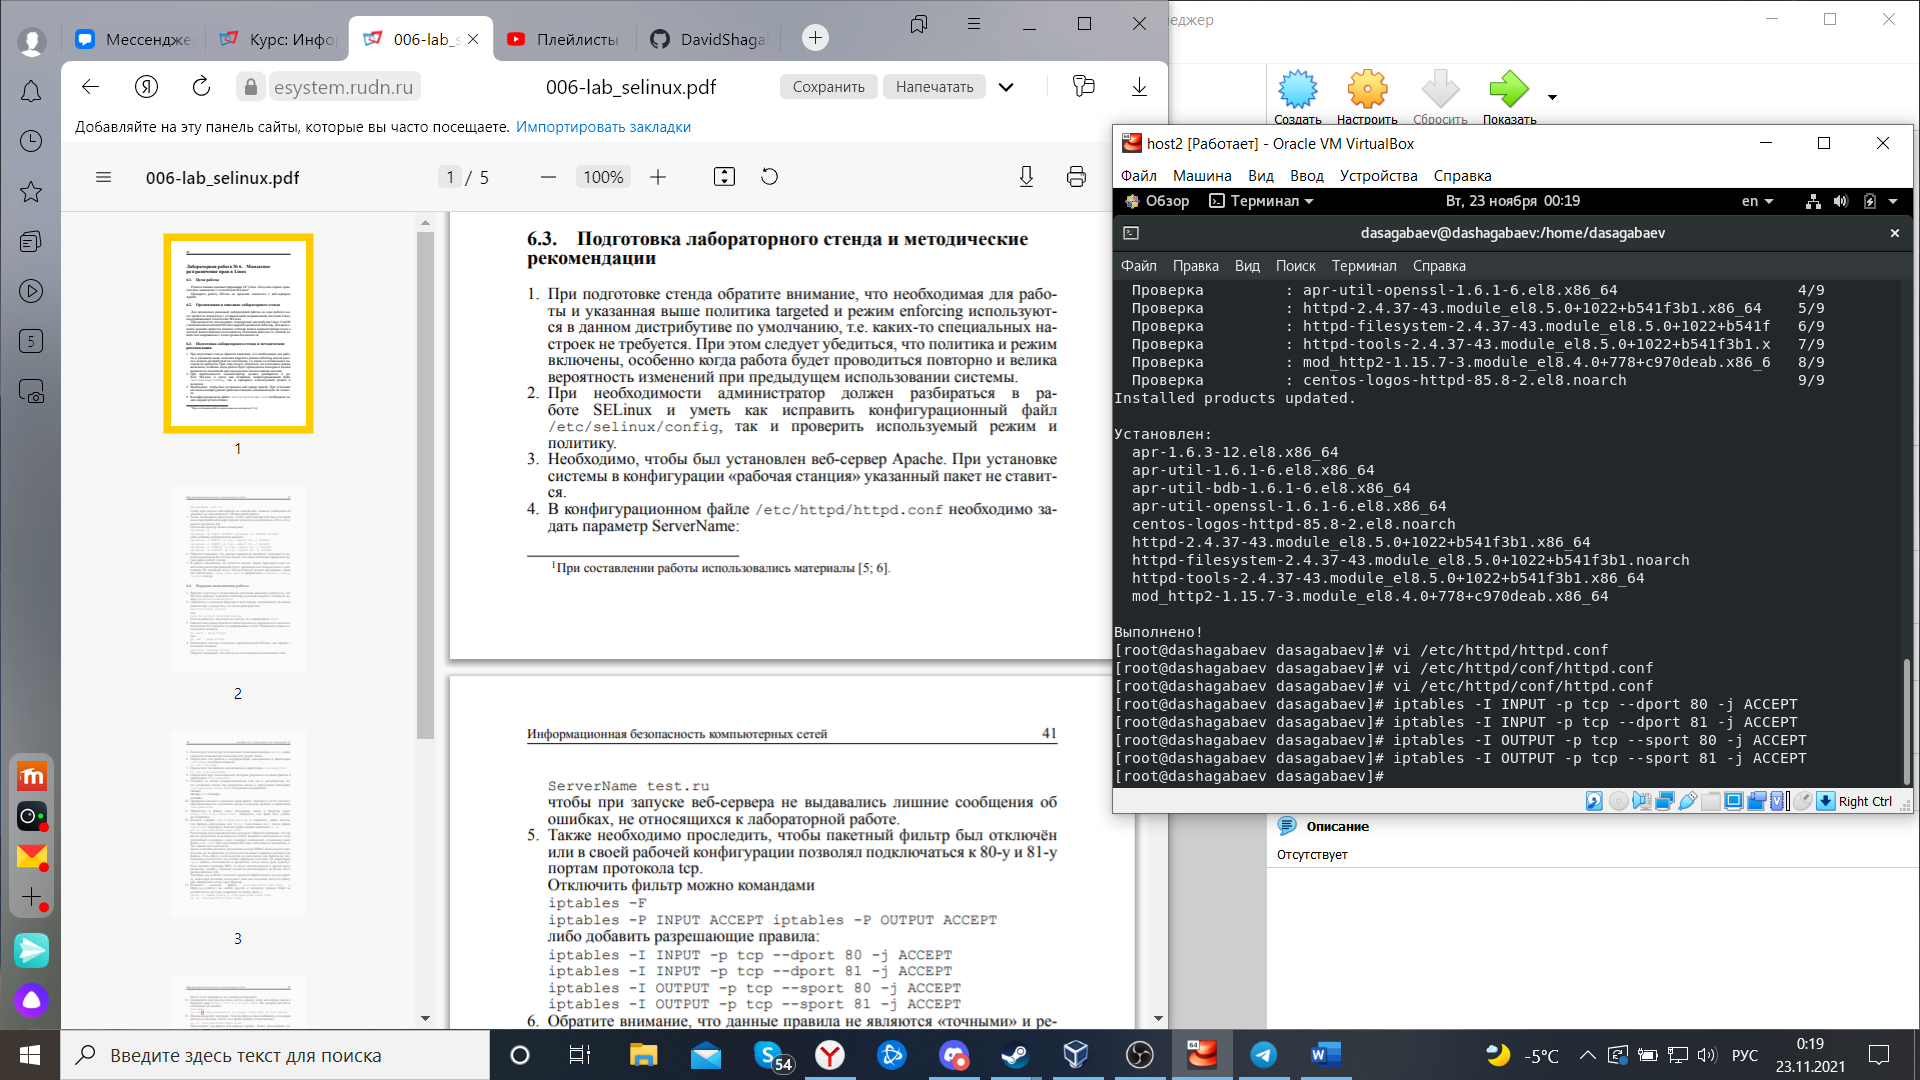 Мессендже
Курс: Инфо
006-lab_s
Плейлисты
DavidShaga
еджер
esystem.rudn.ru
006-lab_selinux.pdf
Сохранить
Напечатать
Добавляйте на эту панель сайты, которые вы часто посещаете. Импортировать закладки
006-lab_selinux.pdf
1 / 5
100%
5
1
2
3
6.3. Подготовка лабораторного стенда и методические
рекомендации
1. При подготовке стенда обратите внимание, что необходимая для рабо-
ты и указанная выше политика targeted и режим enforcing используют-
ся в данном дистрибутиве по умолчанию, т.е. каких-то специальных на-
строек не требуется. При этом следует убедиться, что политика и режим
включены, особенно когда работа будет проводиться повторно и велика
вероятность изменений при предыдущем использовании системы.
2. При необходимости администратор должен разбираться в ра-
боте SELinux и уметь как исправить конфигурационный файл
/etc/selinux/config, так и проверить используемый режим и
политику.
3. Необходимо, чтобы был установлен веб-сервер Apache. При установке
системы в конфигурации «рабочая станция» указанный пакет не ставит-
ся.
4. В конфигурационном файле /etc/httpd/httpd.conf необходимо за-
дать параметр ServerName:
1 При составлении работы использовались материалы [5; 6].
Информационная безопасность компьютерных сетей 41
ServerName test.ru
чтобы при запуске веб-сервера не выдавались лишние сообщения об
ошибках, не относящихся к лабораторной работе.
5. Также необходимо проследить, чтобы пакетный фильтр был отключён
или в своей рабочей конфигурации позволял подключаться к 80-у и 81-у
портам протокола tcp.
Отключить фильтр можно командами
iptables -F
iptables -P INPUT ACCEPT iptables -P OUTPUT ACCEPT
либо добавить разрешающие правила:
iptables -I INPUT -p tcp --dport 80 -j ACCEPT
iptables -I INPUT -p tcp --dport 81 -j ACCEPT
iptables -I OUTPUT -p tcp --sport 80 -j ACCEPT
iptables -I OUTPUT -p tcp --sport 81 -j ACCEPT
6. Обратите внимание, что данные правила не являются «точными» и ре-
Создать
Настроить
Сбросить
Показать
host2 [Работает] - Oracle VM VirtualBox
Файл Машина Вид Ввод Устройства Справка
Обзор Терминал Вт, 23 ноября 00:19 en
dasagabaev@dashagabaev:/home/dasagabaev
Файл Правка Вид Поиск Терминал Справка
Проверка : apr-util-openssl-1.6.1-6.el8.x86_64 4/9
Проверка : httpd-2.4.37-43.module_el8.5.0+1022+b541f3b1.x86_64 5/9
Проверка : httpd-filesystem-2.4.37-43.module_el8.5.0+1022+b541f 6/9
Проверка : httpd-tools-2.4.37-43.module_el8.5.0+1022+b541f3b1.x 7/9
Проверка : mod_http2-1.15.7-3.module_el8.4.0+778+c970deab.x86_6 8/9
Проверка : centos-logos-httpd-85.8-2.el8.noarch 9/9
Installed products updated.
Установлен:
apr-1.6.3-12.el8.x86_64
apr-util-1.6.1-6.el8.x86_64
apr-util-bdb-1.6.1-6.el8.x86_64
apr-util-openssl-1.6.1-6.el8.x86_64
centos-logos-httpd-85.8-2.el8.noarch
httpd-2.4.37-43.module_el8.5.0+1022+b541f3b1.x86_64
httpd-filesystem-2.4.37-43.module_el8.5.0+1022+b541f3b1.noarch
httpd-tools-2.4.37-43.module_el8.5.0+1022+b541f3b1.x86_64
mod_http2-1.15.7-3.module_el8.4.0+778+c970deab.x86_64
Выполнено!
[root@dashagabaev dasagabaev]# vi /etc/httpd/httpd.conf
[root@dashagabaev dasagabaev]# vi /etc/httpd/conf/httpd.conf
[root@dashagabaev dasagabaev]# vi /etc/httpd/conf/httpd.conf
[root@dashagabaev dasagabaev]# iptables -I INPUT -p tcp --dport 80 -j ACCEPT
[root@dashagabaev dasagabaev]# iptables -I INPUT -p tcp --dport 81 -j ACCEPT
[root@dashagabaev dasagabaev]# iptables -I OUTPUT -p tcp --sport 80 -j ACCEPT
[root@dashagabaev dasagabaev]# iptables -I OUTPUT -p tcp --sport 81 -j ACCEPT
[root@dashagabaev dasagabaev]#
Right Ctrl
Описание
Отсутствует
Введите здесь текст для поиска
54
64
-5°C
РУС
0:19
23.11.2021